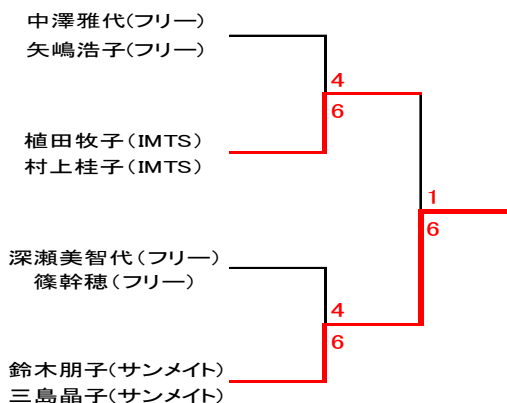 中澤雅代(フリー)
矢嶋浩子(フリー)
4
6
植田牧子(IMTS)
村上桂子(IMTS)
1
6
深瀬美智代(フリー)
篠幹穂(フリー)
4
6
鈴木朋子(サンメイト)
三島晶子(サンメイト)